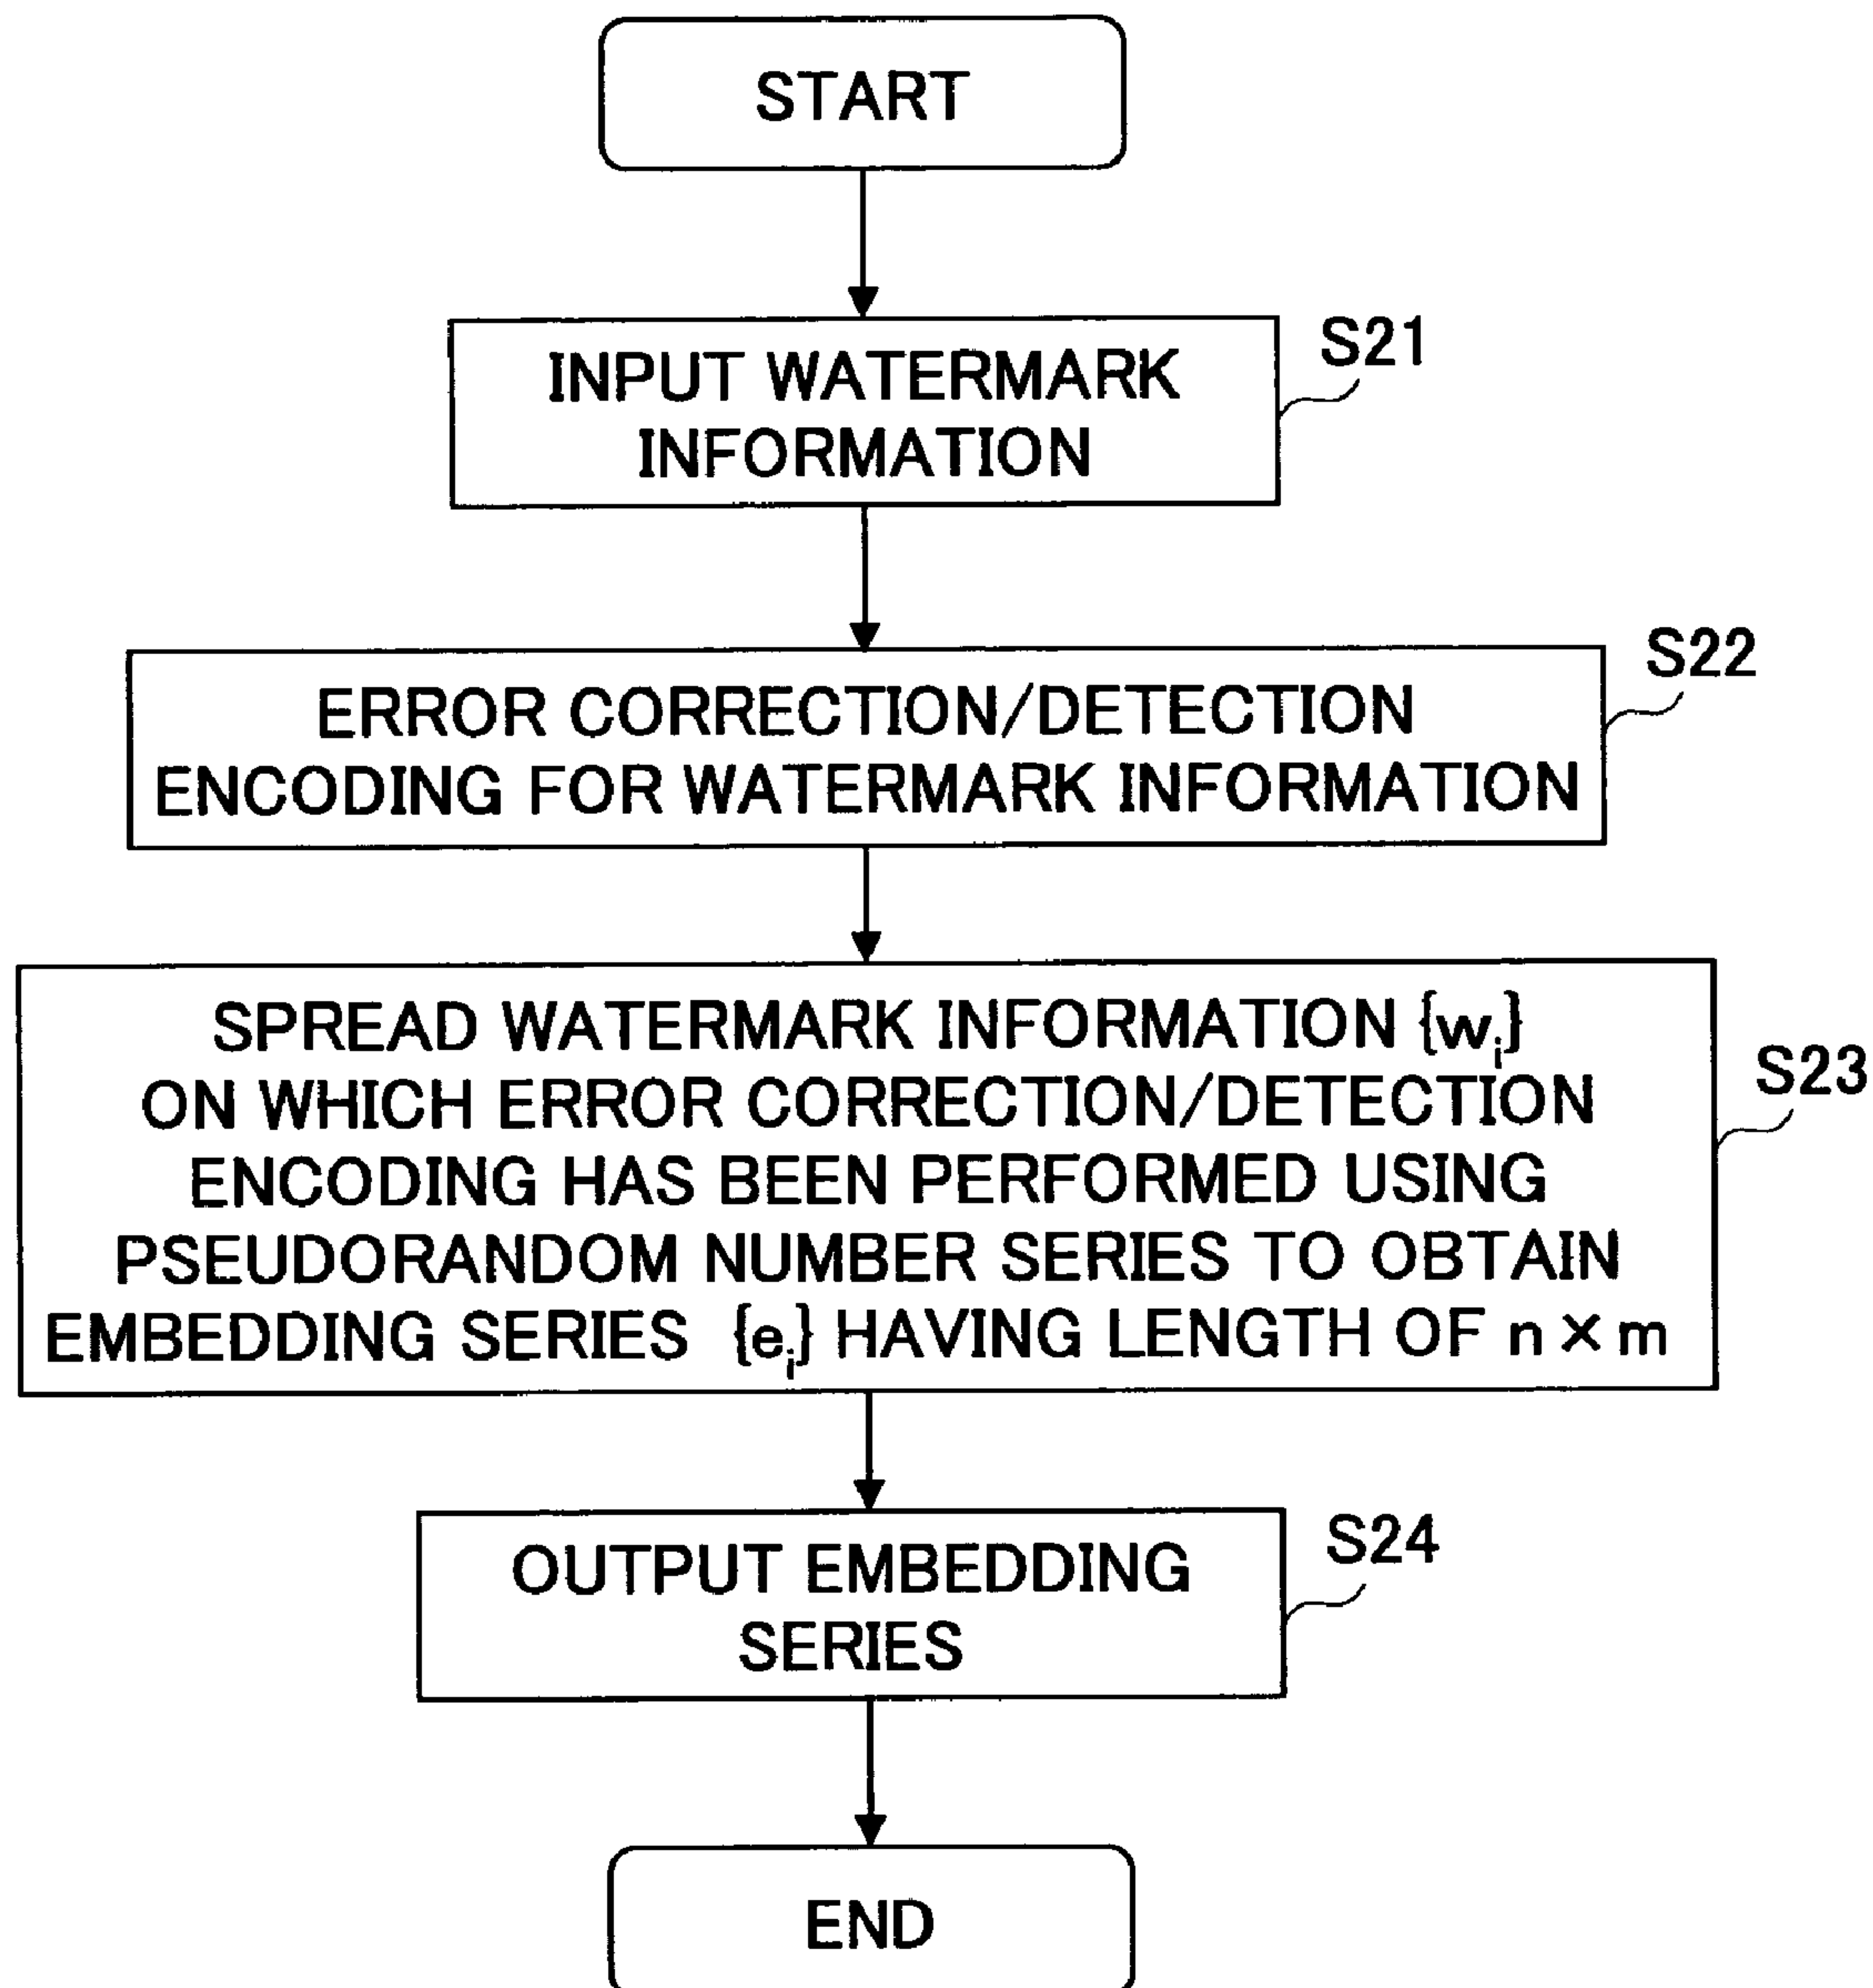 START
S21
INPUT WATERMARK
INFORMATION
S22
ERROR CORRECTION/DETECTION
ENCODING FOR WATERMARK INFORMATION
S23
SPREAD WATERMARK INFORMATION {wᵢ}
ON WHICH ERROR CORRECTION/DETECTION
ENCODING HAS BEEN PERFORMED USING
PSEUDORANDOM NUMBER SERIES TO OBTAIN
EMBEDDING SERIES {eᵢ} HAVING LENGTH OF n×m
S24
OUTPUT EMBEDDING
SERIES
END